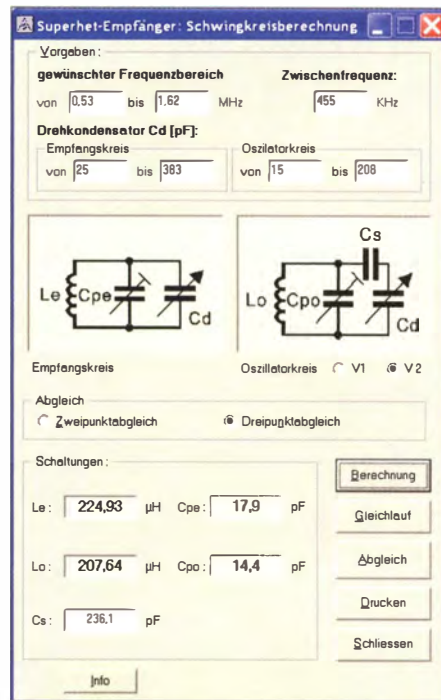 Superhet-Empfänger: Schwingkreisberechnung
Vorgaben:
gewünschter Frequenzbereich Zwischenfrequenz:
von 0.53 bis 1.62 MHz 455 KHz
Drehkondensator Cd [pF]:
Empfangskreis Oszilatorkreis
von 25 bis 383 von 15 bis 208
Le Cpe Cd
Cs
Lo Cpo Cd
Empfangskreis Oszillatorkreis V1 V2
Abgleich
Zweipunktabgleich Dreipunktabgleich
Schaltungen:
Le: 224,93 µH Cpe: 17,9 pF
Lo: 207,64 µH Cpo: 14,4 pF
Cs: 236,1 pF
Berechnung
Gleichlauf
Abgleich
Drucken
Schliessen
Info